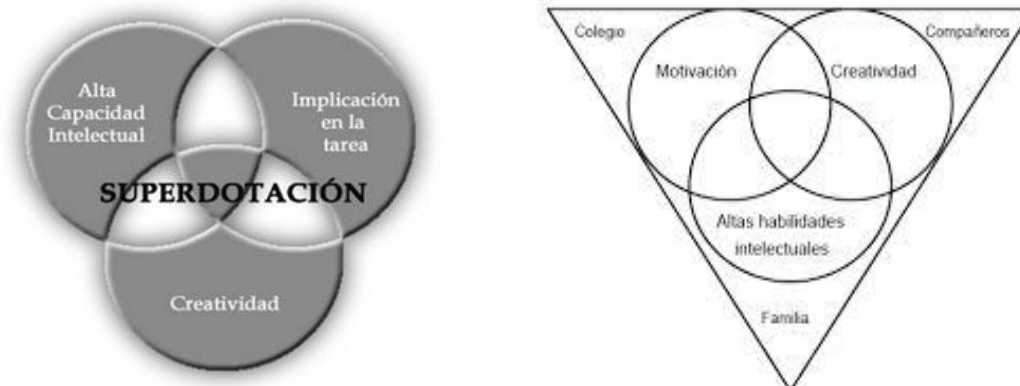 Alta
Capacidad
Intelectual
Implicación
en la
tarea
SUPERDOTACIÓN
Creatividad
Colegio
Compañeros
Motivación
Creatividad
Altas habilidades
intelectuales
Familia